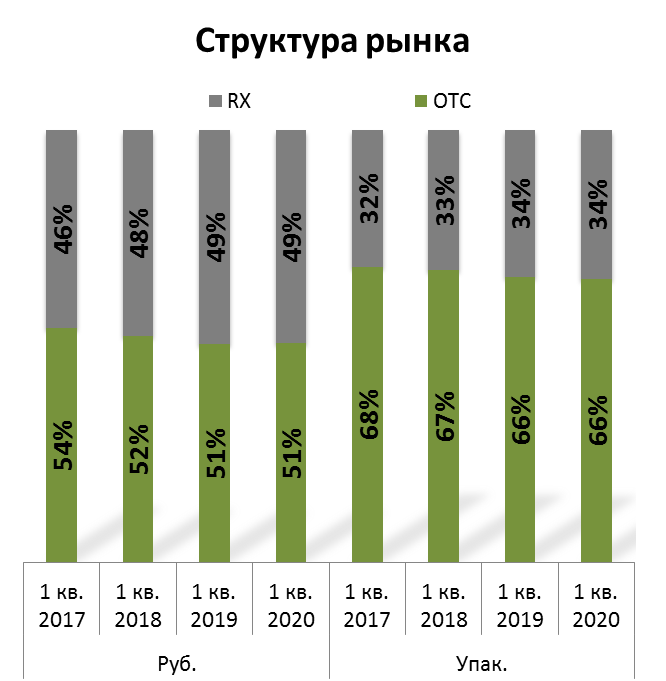 Структура рынка
RX OTC
46% 48% 49% 49% 32% 33% 34% 34%
54% 52% 51% 51% 68% 67% 66% 66%
1 кв. 1 кв. 1 кв. 1 кв. 1 кв. 1 кв. 1 кв. 1 кв.
2017 2018 2019 2020 2017 2018 2019 2020
Руб. Упак.